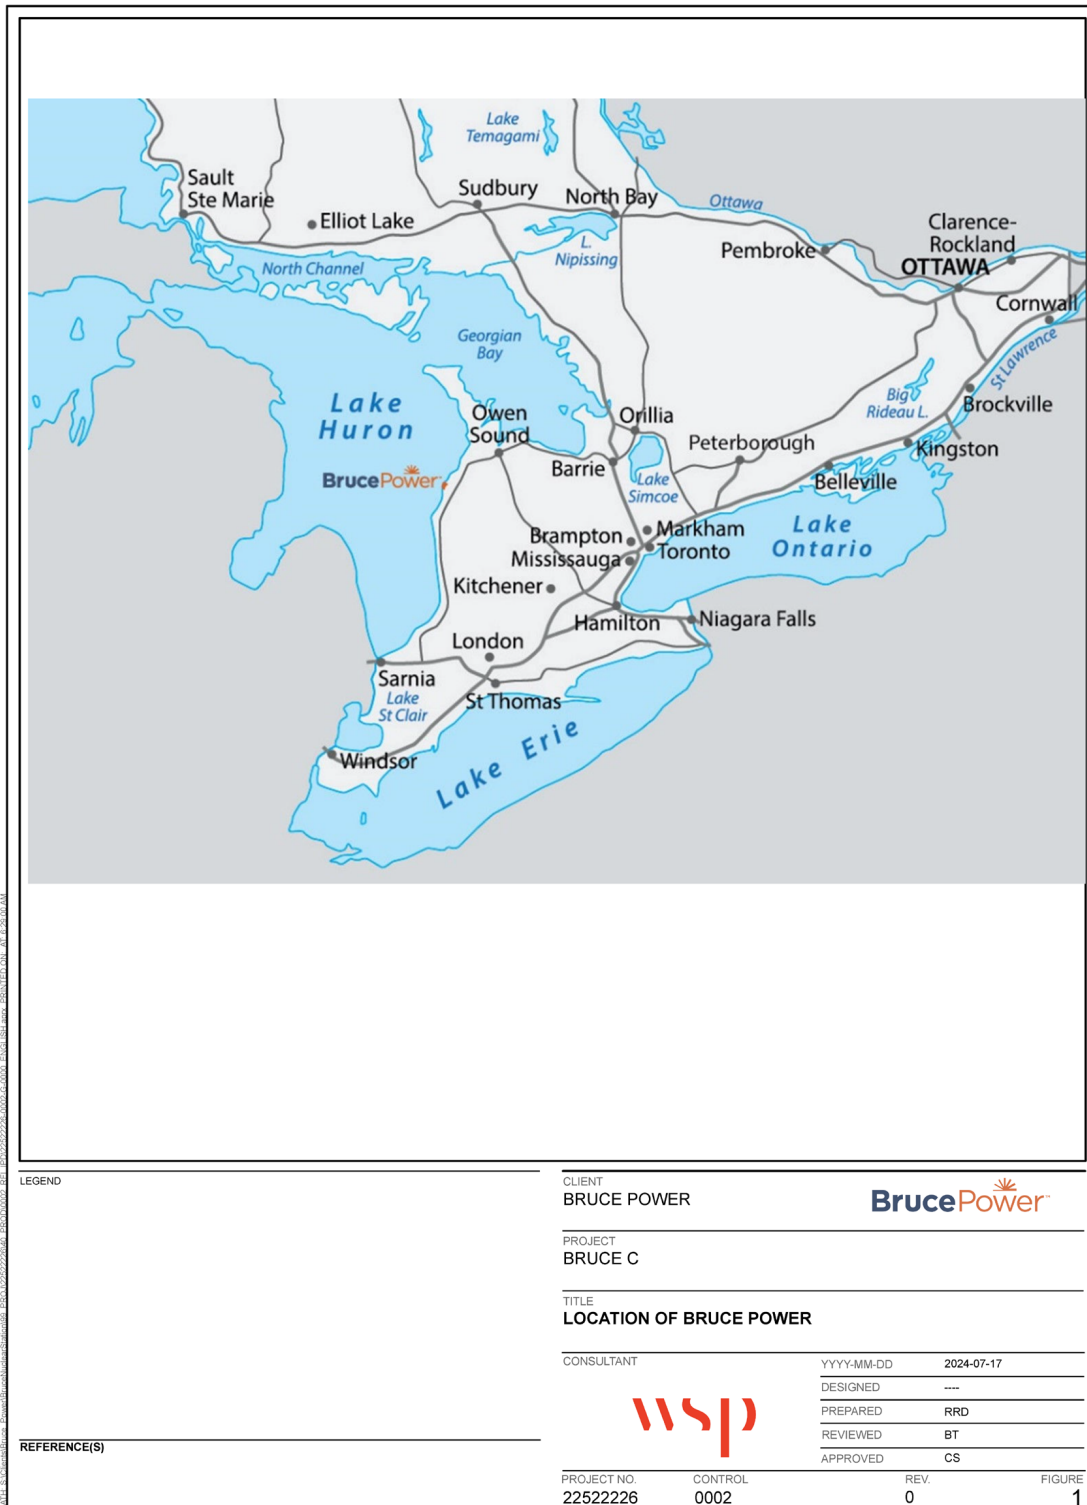 Lake
Temagami
Sault
Ste Marie
Sudbury
North Bay
Ottawa
Elliot Lake
Clarence-
Rockland
L.
Nipissing
Pembroke
OTTAWA
North Channel
Cornwall
Georgian
Bay
St Lawrence
Lake
Huron
Big
Rideau L.
Brockville
Owen
Sound
Orillia
Peterborough
Kingston
Barrie
BrucePower
Lake
Simcoe
Belleville
Markham
Lake
Ontario
Brampton
Toronto
Mississauga
Kitchener
Hamilton
Niagara Falls
London
Sarnia
Lake
St Clair
St Thomas
Windsor
Lake Erie
LEGEND
REFERENCE(S)
CLIENT
BRUCE POWER
BrucePower
PROJECT
BRUCE C
TITLE
LOCATION OF BRUCE POWER
CONSULTANT
wsp
YYYY-MM-DD 2024-07-17
DESIGNED ----
PREPARED RRD
REVIEWED BT
APPROVED CS
PROJECT NO. CONTROL REV. FIGURE
22522226 0002 0 1